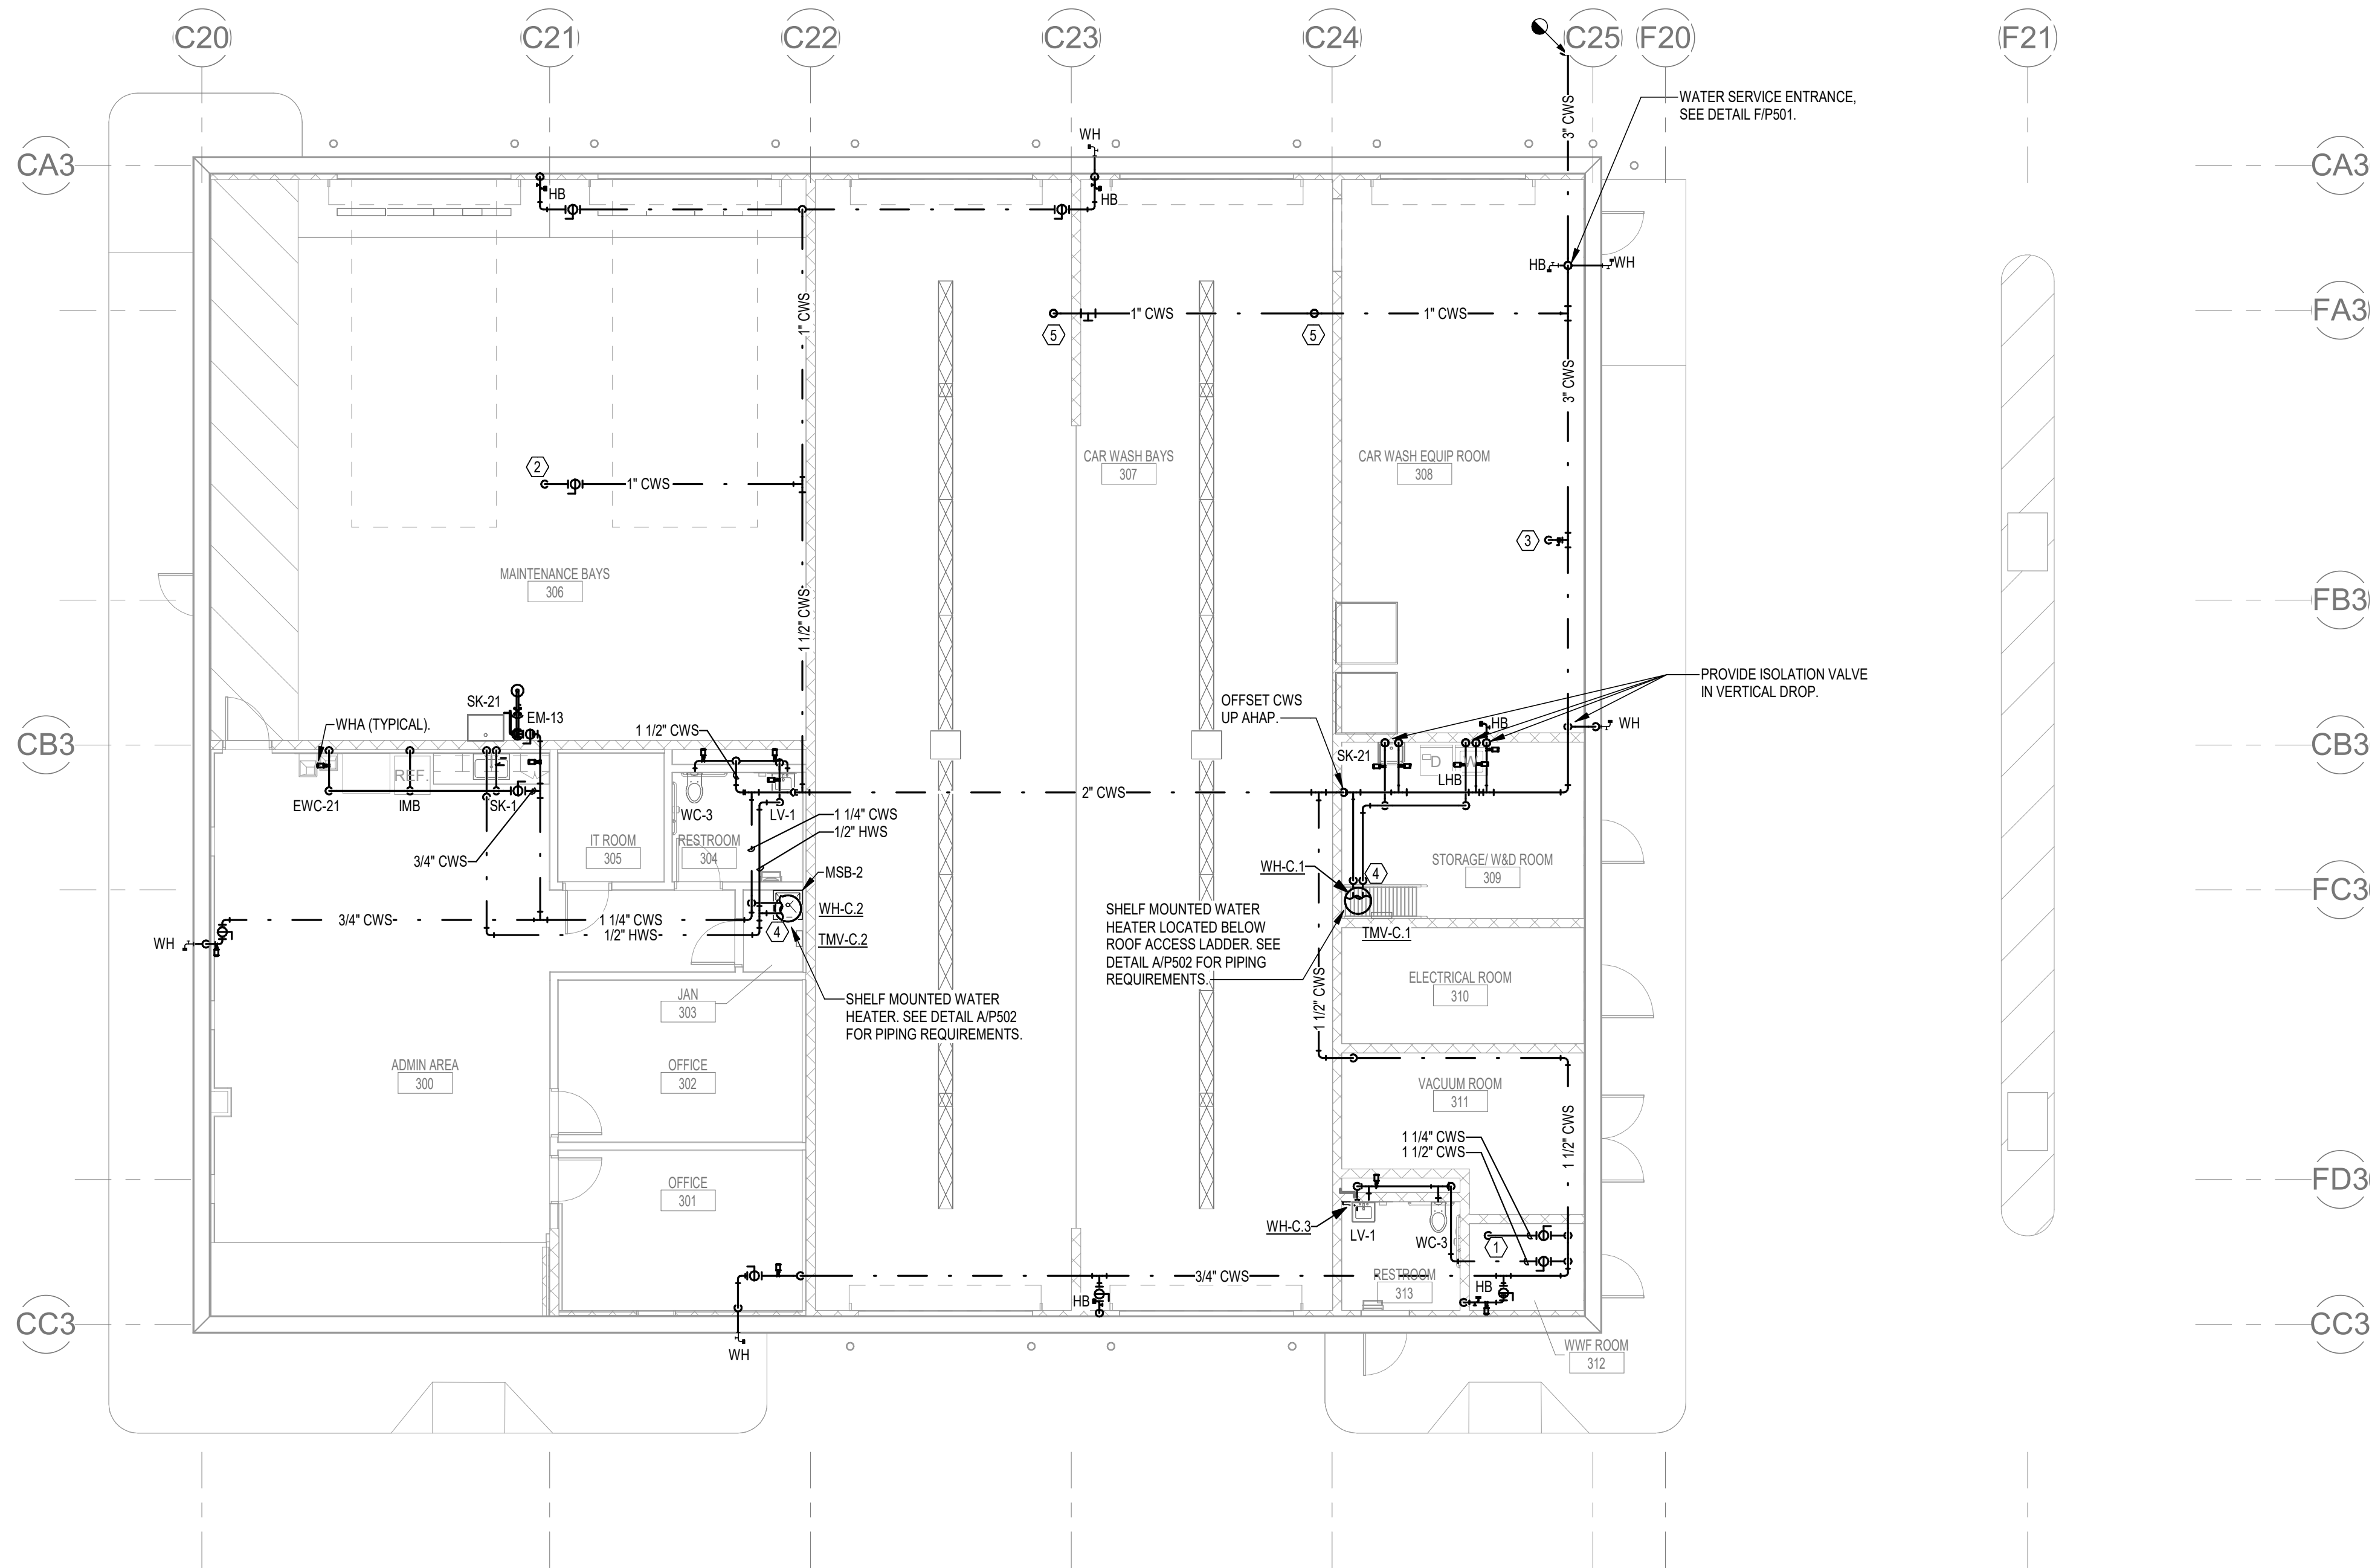 C20
C21
C22
C23
C24
C25
F20
F21
3" CWS
WATER SERVICE ENTRANCE,
SEE DETAIL F/P501.
WH
CA3
CA3
HB
HB
HB
WH
1" CWS
1" CWS
1" CWS
FA3
5
5
3" CWS
CAR WASH BAYS
307
CAR WASH EQUIP ROOM
308
2
1" CWS
3
MAINTENANCE BAYS
306
1 1/2" CWS
FB3
PROVIDE ISOLATION VALVE
IN VERTICAL DROP.
SK-21
EM-13
OFFSET CWS
UP AHAP.
WHA (TYPICAL).
1 1/2" CWS
HB
WH
CB3
CB3
SK-21
D
W
REF.
LHB
EWC-21
IMB
SK-1
2" CWS
WC-3
LV-1
1 1/4" CWS
1/2" HWS
IT ROOM
305
RESTROOM
304
3/4" CWS
STORAGE/ W&D ROOM
309
WH-C.1
4
MSB-2
FC3
WH-C.2
SHELF MOUNTED WATER
HEATER LOCATED BELOW
ROOF ACCESS LADDER. SEE
DETAIL A/P502 FOR PIPING
REQUIREMENTS.
3/4" CWS
1 1/4" CWS
1/2" HWS
4
TMV-C.2
TMV-C.1
WH
ELECTRICAL ROOM
310
JAN
303
SHELF MOUNTED WATER
HEATER. SEE DETAIL A/P502
FOR PIPING REQUIREMENTS.
1 1/2" CWS
ADMIN AREA
300
OFFICE
302
VACUUM ROOM
311
1 1/2" CWS
1 1/4" CWS
1 1/2" CWS
OFFICE
301
FD3
WH-C.3
LV-1
WC-3
1
3/4" CWS
RESTROOM
313
HB
HB
CC3
CC3
WH
WWF ROOM
312